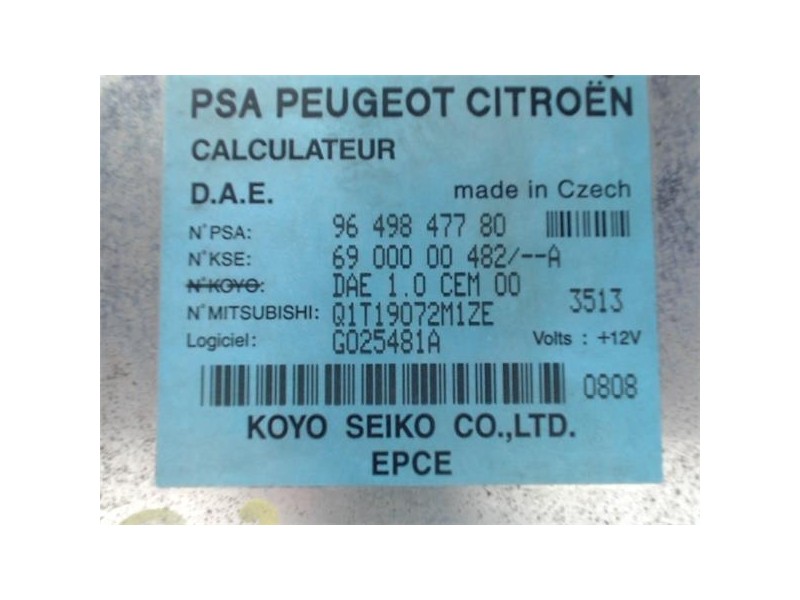 PSA PEUGEOT CITROËN
CALCULATEUR
D.A.E. made in Czech
N°PSA: 96 498 477 80
N°KSE: 69 000 00 482/--A
N°KOYO: DAE 1.0 CEM 00
N°MITSUBISHI: Q1T19072M1ZE 3513
Logiciel: G025481A Volts : +12V
0808
KOYO SEIKO CO.,LTD.
EPCE